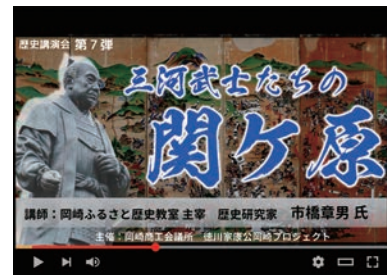 歴史講演会 第7弾
三河武士たちの
関ケ原
講師：岡崎ふるさと歴史教室 主宰 歴史研究家 市橋章男 氏
主催：岡崎商工会議所 徳川家康公岡崎プロジェクト